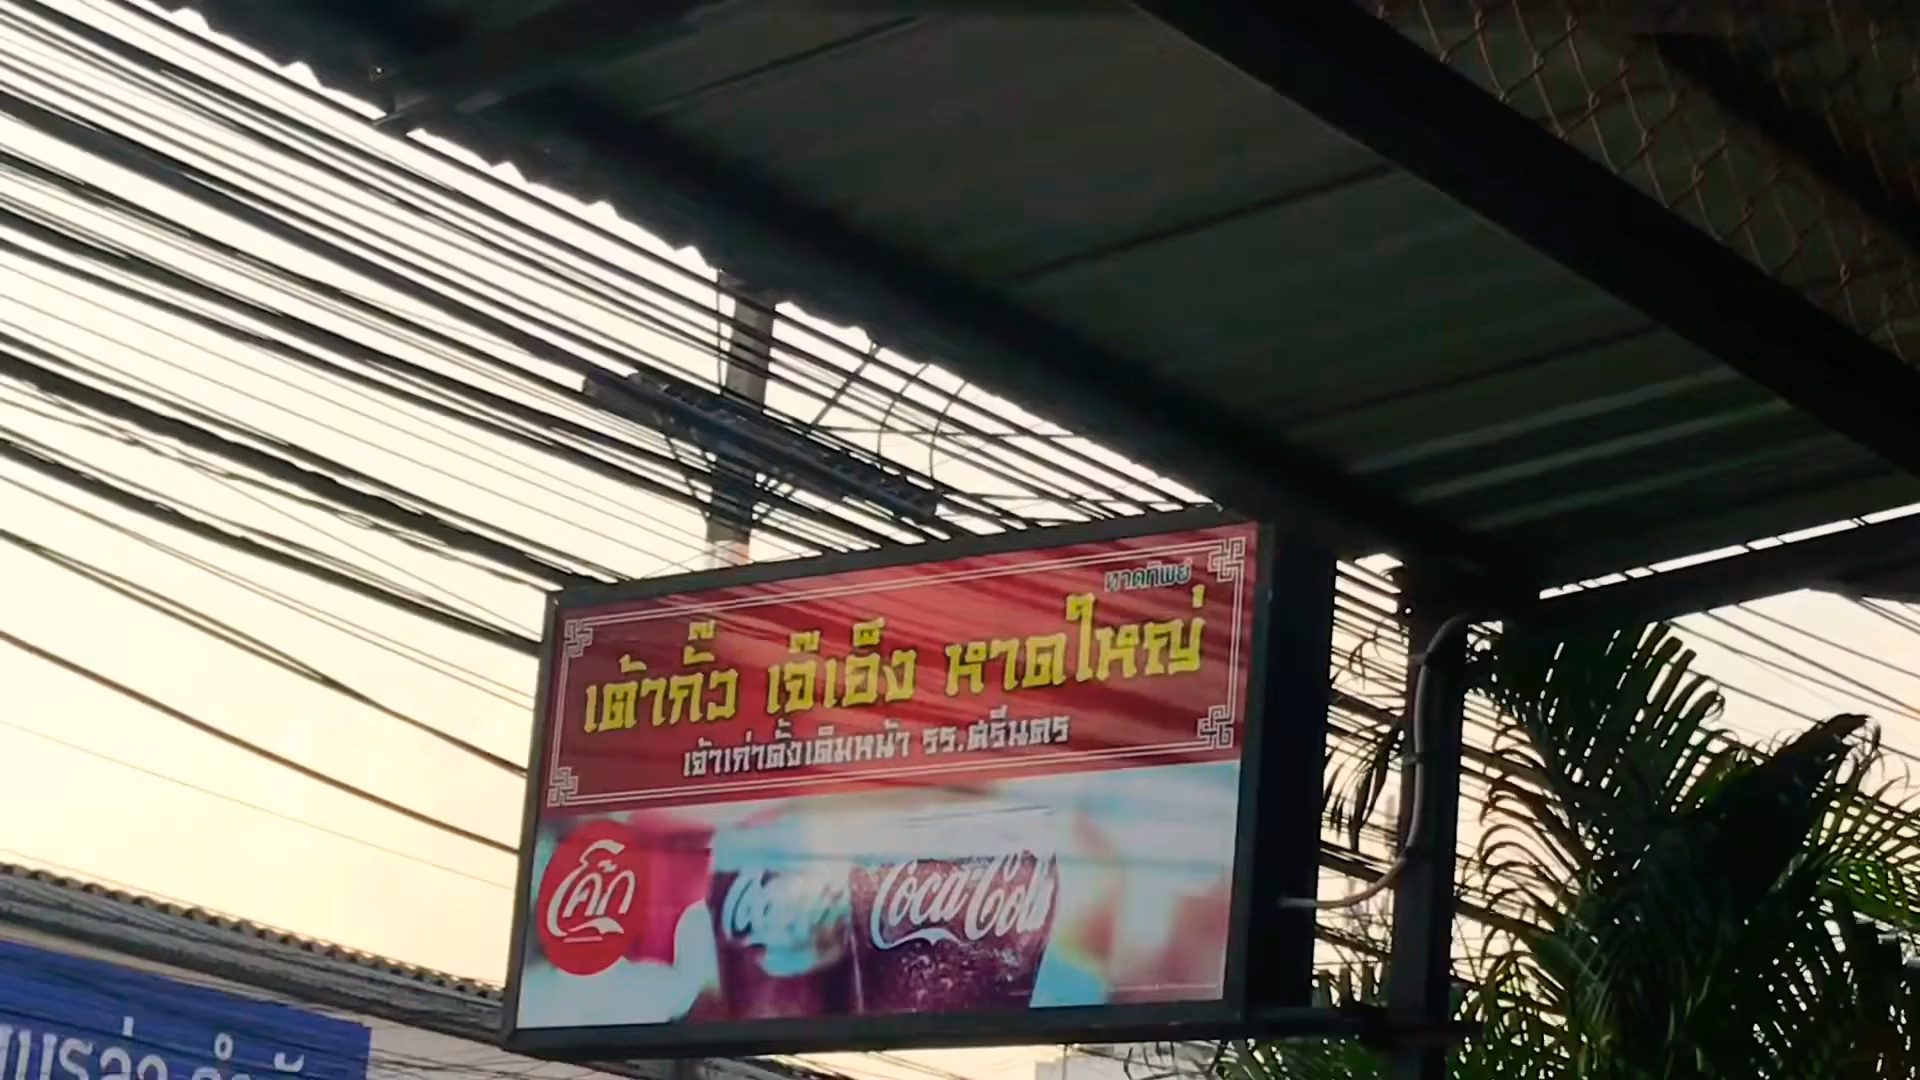 หาดทิพย์
เต้าคั่ว เจ๊เอ็ง หาดใหญ่
เจ้าเก่าดั้งเดิมหน้า รร.ศรีนคร
โค้ก
Coca-Cola
Coca-Cola